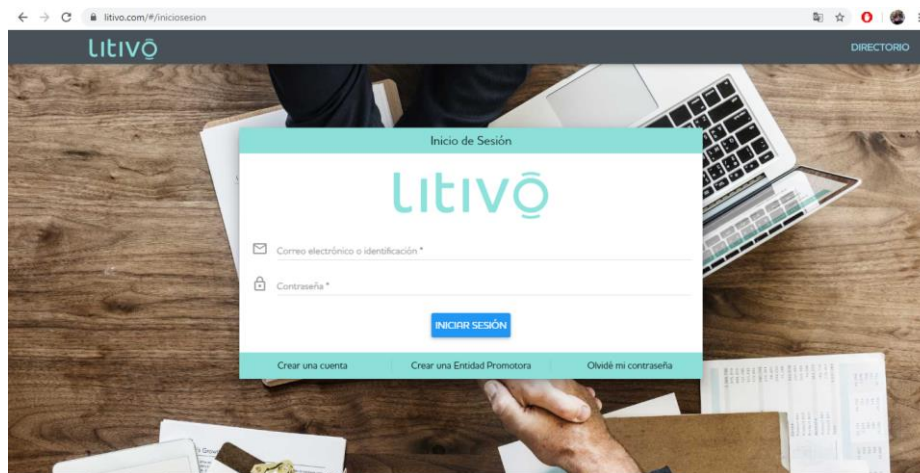 litivo.com/#/iniciosesion
LITIVŌ
DIRECTORIO
Inicio de Sesión
LITIVŌ
Correo electrónico o identificación *
Contraseña *
INICIAR SESIÓN
Crear una cuenta
Crear una Entidad Promotora
Olvidé mi contraseña